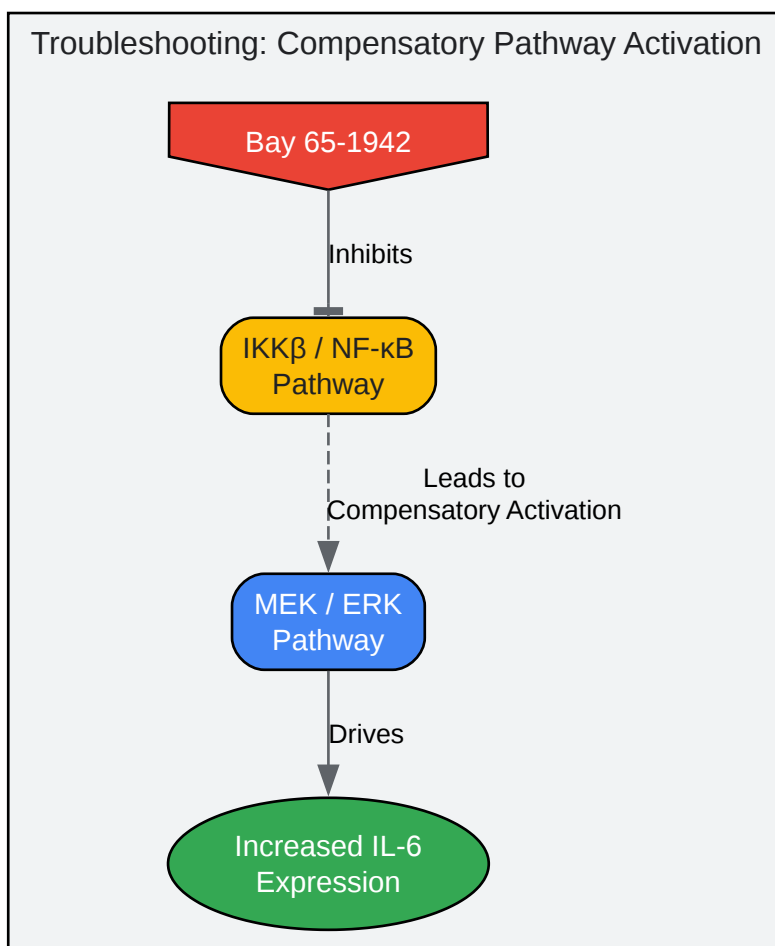 Troubleshooting: Compensatory Pathway Activation
Bay 65-1942
Inhibits
IKKβ / NF-κB
Pathway
Leads to
Compensatory Activation
MEK / ERK
Pathway
Drives
Increased IL-6
Expression